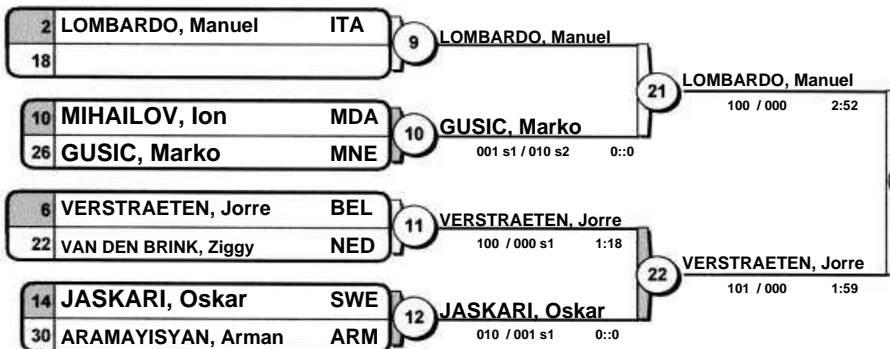 2 LOMBARDO, Manuel ITA
18
9
LOMBARDO, Manuel
10 MIHAILOV, Ion MDA
26 GUSIC, Marko MNE
10
GUSIC, Marko
001 s1 / 010 s2 0::0
21
LOMBARDO, Manuel
100 / 000 2:52
6 VERSTRAETEN, Jorre BEL
22 VAN DEN BRINK, Ziggy NED
11
VERSTRAETEN, Jorre
100 / 000 s1 1:18
14 JASKARI, Oskar SWE
30 ARAMAYISYAN, Arman ARM
12
JASKARI, Oskar
010 / 001 s1 0::0
22
VERSTRAETEN, Jorre
101 / 000 1:59